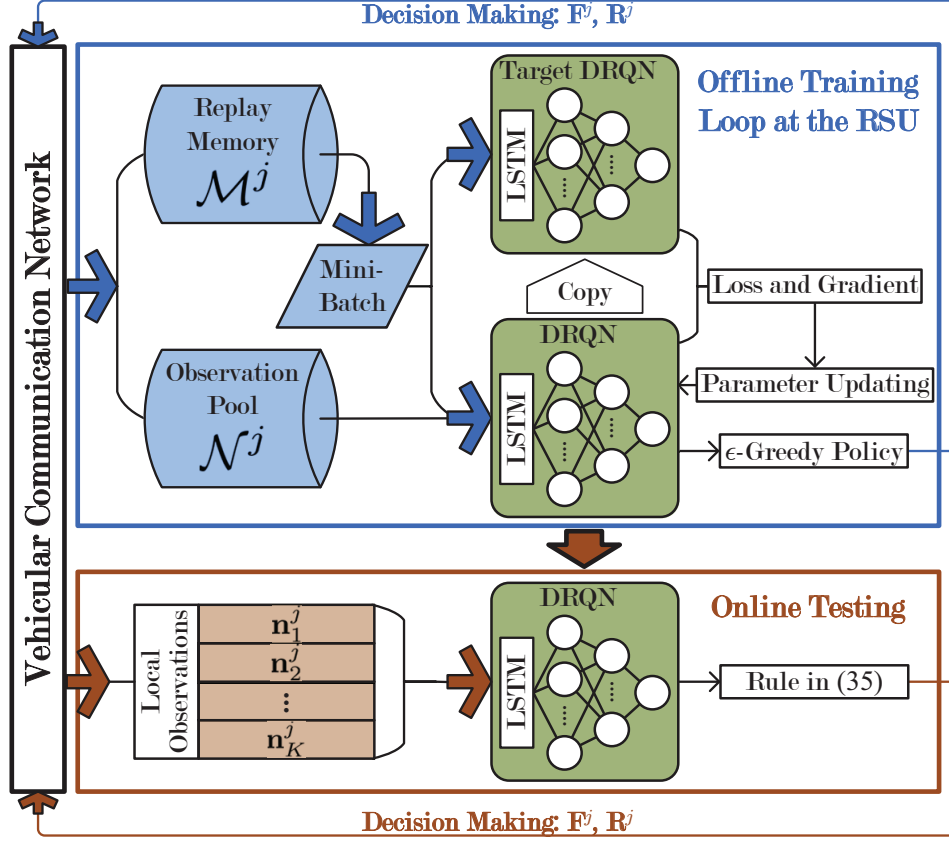 Decision Making: F^j, R^j
Vehicular Communication Network
Offline Training
Loop at the RSU
Replay
Memory
𝓜^j
Mini-
Batch
Observation
Pool
𝓝^j
Target DRQN
LSTM
Copy
DRQN
LSTM
Loss and Gradient
Parameter Updating
ϵ-Greedy Policy
Online Testing
Local
Observations
n_1^j
n_2^j
⋮
n_K^j
DRQN
LSTM
Rule in (35)
Decision Making: F^j, R^j